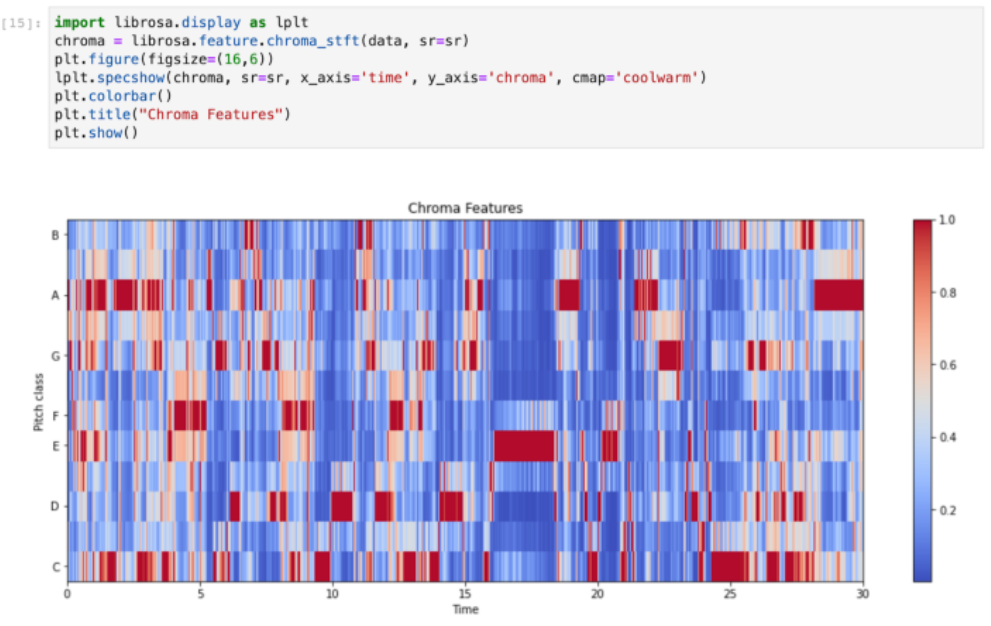 [15]:
import librosa.display as lplt
chroma = librosa.feature.chroma_stft(data, sr=sr)
plt.figure(figsize=(16,6))
lplt.specshow(chroma, sr=sr, x_axis='time', y_axis='chroma', cmap='coolwarm')
plt.colorbar()
plt.title("Chroma Features")
plt.show()
Chroma Features
B
A
G
F
E
D
C
Pitch class
0 5 10 15 20 25 30
Time
1.0
0.8
0.6
0.4
0.2